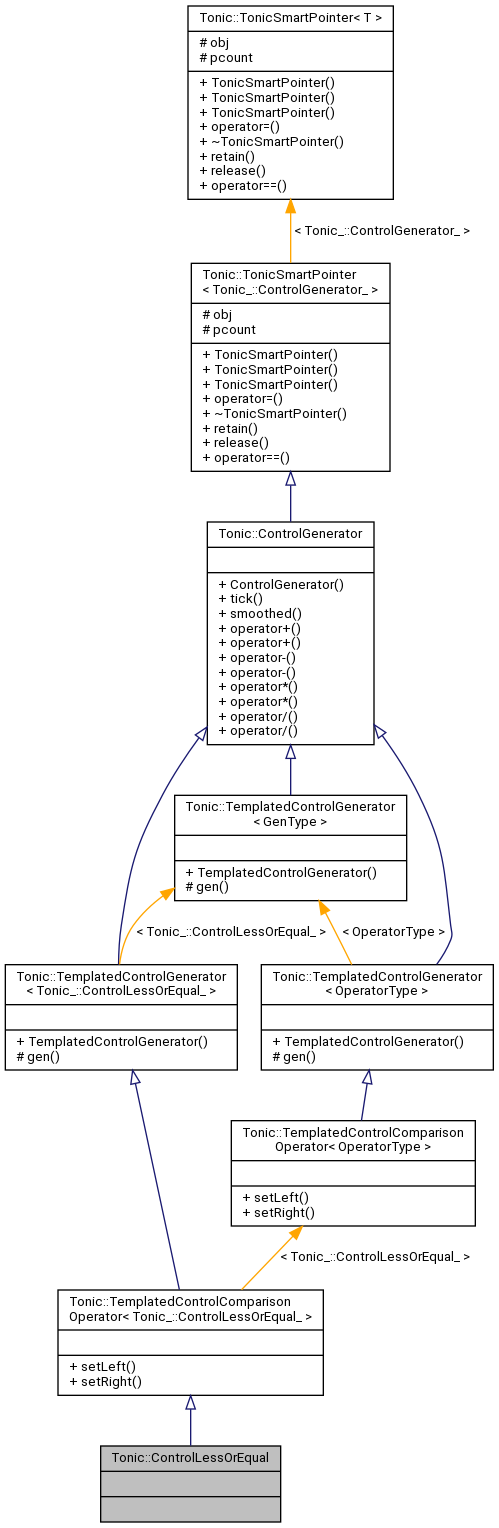 Tonic::TonicSmartPointer< T >
# obj
# pcount
+ TonicSmartPointer()
+ TonicSmartPointer()
+ TonicSmartPointer()
+ operator=()
+ ~TonicSmartPointer()
+ retain()
+ release()
+ operator==()
< Tonic_::ControlGenerator_ >
Tonic::TonicSmartPointer
< Tonic_::ControlGenerator_ >
# obj
# pcount
+ TonicSmartPointer()
+ TonicSmartPointer()
+ TonicSmartPointer()
+ operator=()
+ ~TonicSmartPointer()
+ retain()
+ release()
+ operator==()
Tonic::ControlGenerator
+ ControlGenerator()
+ tick()
+ smoothed()
+ operator+()
+ operator+()
+ operator-()
+ operator-()
+ operator*()
+ operator*()
+ operator/()
+ operator/()
Tonic::TemplatedControlGenerator
< GenType >
+ TemplatedControlGenerator()
# gen()
< Tonic_::ControlLessOrEqual_ >
< OperatorType >
Tonic::TemplatedControlGenerator
< Tonic_::ControlLessOrEqual_ >
+ TemplatedControlGenerator()
# gen()
Tonic::TemplatedControlGenerator
< OperatorType >
+ TemplatedControlGenerator()
# gen()
Tonic::TemplatedControlComparison
Operator< OperatorType >
+ setLeft()
+ setRight()
< Tonic_::ControlLessOrEqual_ >
Tonic::TemplatedControlComparison
Operator< Tonic_::ControlLessOrEqual_ >
+ setLeft()
+ setRight()
Tonic::ControlLessOrEqual